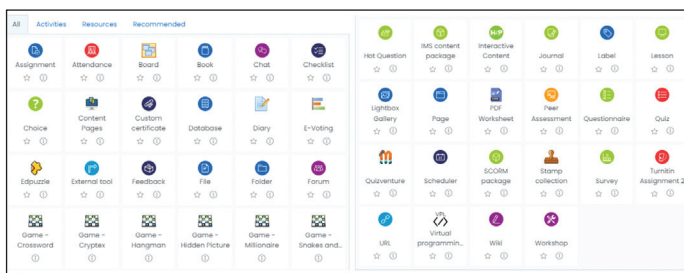 All Activities Resources Recommended
Assignment Attendance Board Book Chat Checklist
Choice Content Pages Custom certificate Database Diary E-Voting
Edpuzzle External tool Feedback File Folder Forum
Game - Crossword Game - Cryptex Game - Hangman Game - Hidden Picture Game - Millionaire Game - Snakes and...
Hot Question IMS content package H-P Interactive Content Journal Label Lesson
Lightbox Gallery Page PDF Worksheet Peer Assessment Questionnaire Quiz
Quizventure Scheduler SCORM package Stamp collection Survey Turnitin Assignment 2
URL VPL Virtual programmin... Wiki Workshop